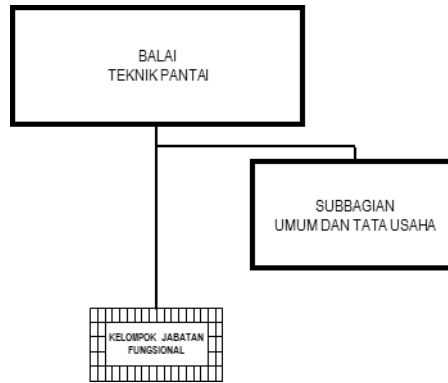 BALAI
TEKNIK PANTAI
SUBBAGIAN
UMUM DAN TATA USAHA
KELOMPOK JABATAN
FUNGSIONAL